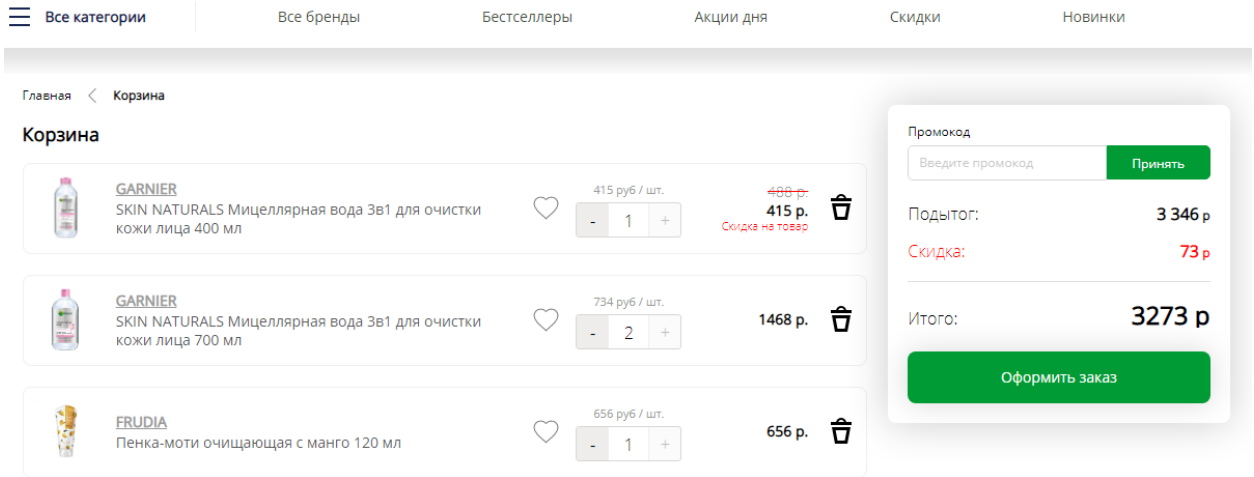 Все категории
Все бренды
Бестселлеры
Акции дня
Скидки
Новинки
Главная
Корзина
Корзина
GARNIER
SKIN NATURALS Мицеллярная вода 3в1 для очистки
кожи лица 400 мл
415 руб / шт.
- 1 +
488 р.
415 р.
Скидка на товар
GARNIER
SKIN NATURALS Мицеллярная вода 3в1 для очистки
кожи лица 700 мл
734 руб / шт.
- 2 +
1468 р.
FRUDIA
Пенка-моти очищающая с манго 120 мл
656 руб / шт.
- 1 +
656 р.
Промокод
Введите промокод
Принять
Подытог: 3 346 р
Скидка: 73 р
Итого: 3273 р
Оформить заказ